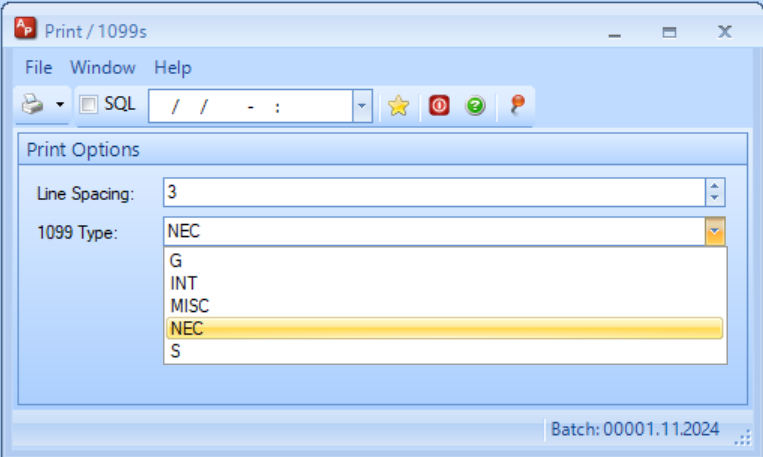 AP Print / 1099s
File Window Help
SQL / / - :
Print Options
Line Spacing: 3
1099 Type: NEC
G
INT
MISC
NEC
S
Batch: 00001.11.2024